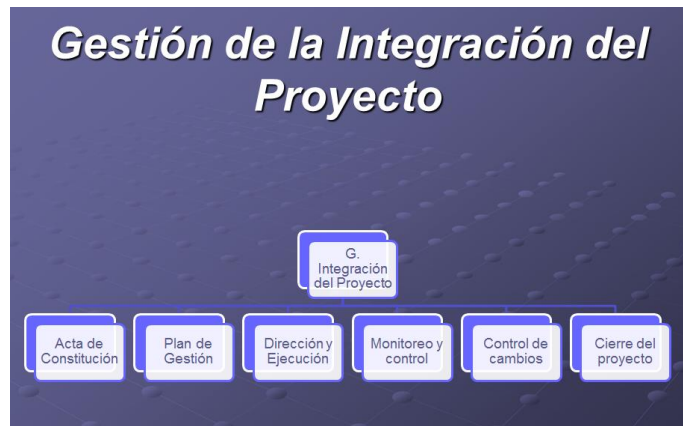 Gestión de la Integración del
Proyecto
G.
Integración
del Proyecto
Acta de
Constitución
Plan de
Gestión
Dirección y
Ejecución
Monitoreo y
control
Control de
cambios
Cierre del
proyecto